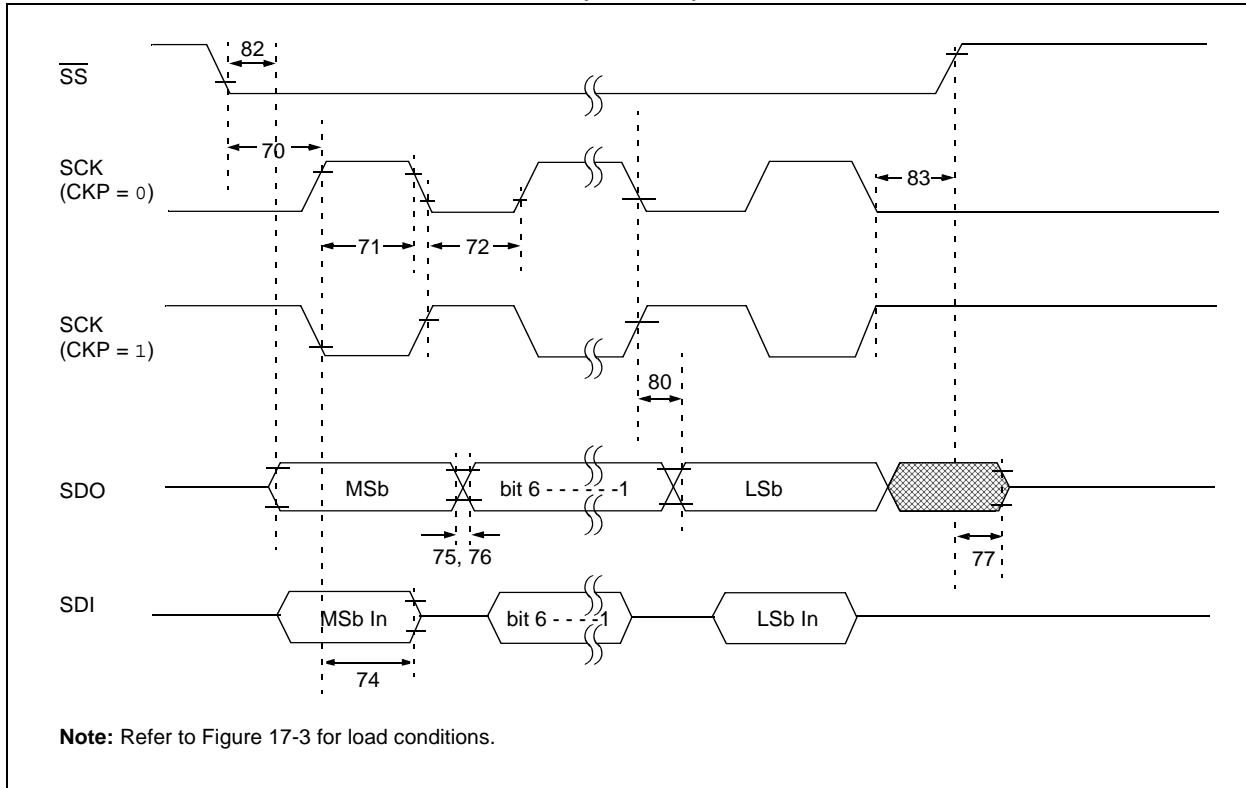 82
SS
70
SCK
(CKP = 0)
83
71
72
SCK
(CKP = 1)
80
SDO
MSb
bit 6 - - - - - -1
LSb
75, 76
77
SDI
MSb In
bit 6 - - - -1
LSb In
74
Note: Refer to Figure 17-3 for load conditions.